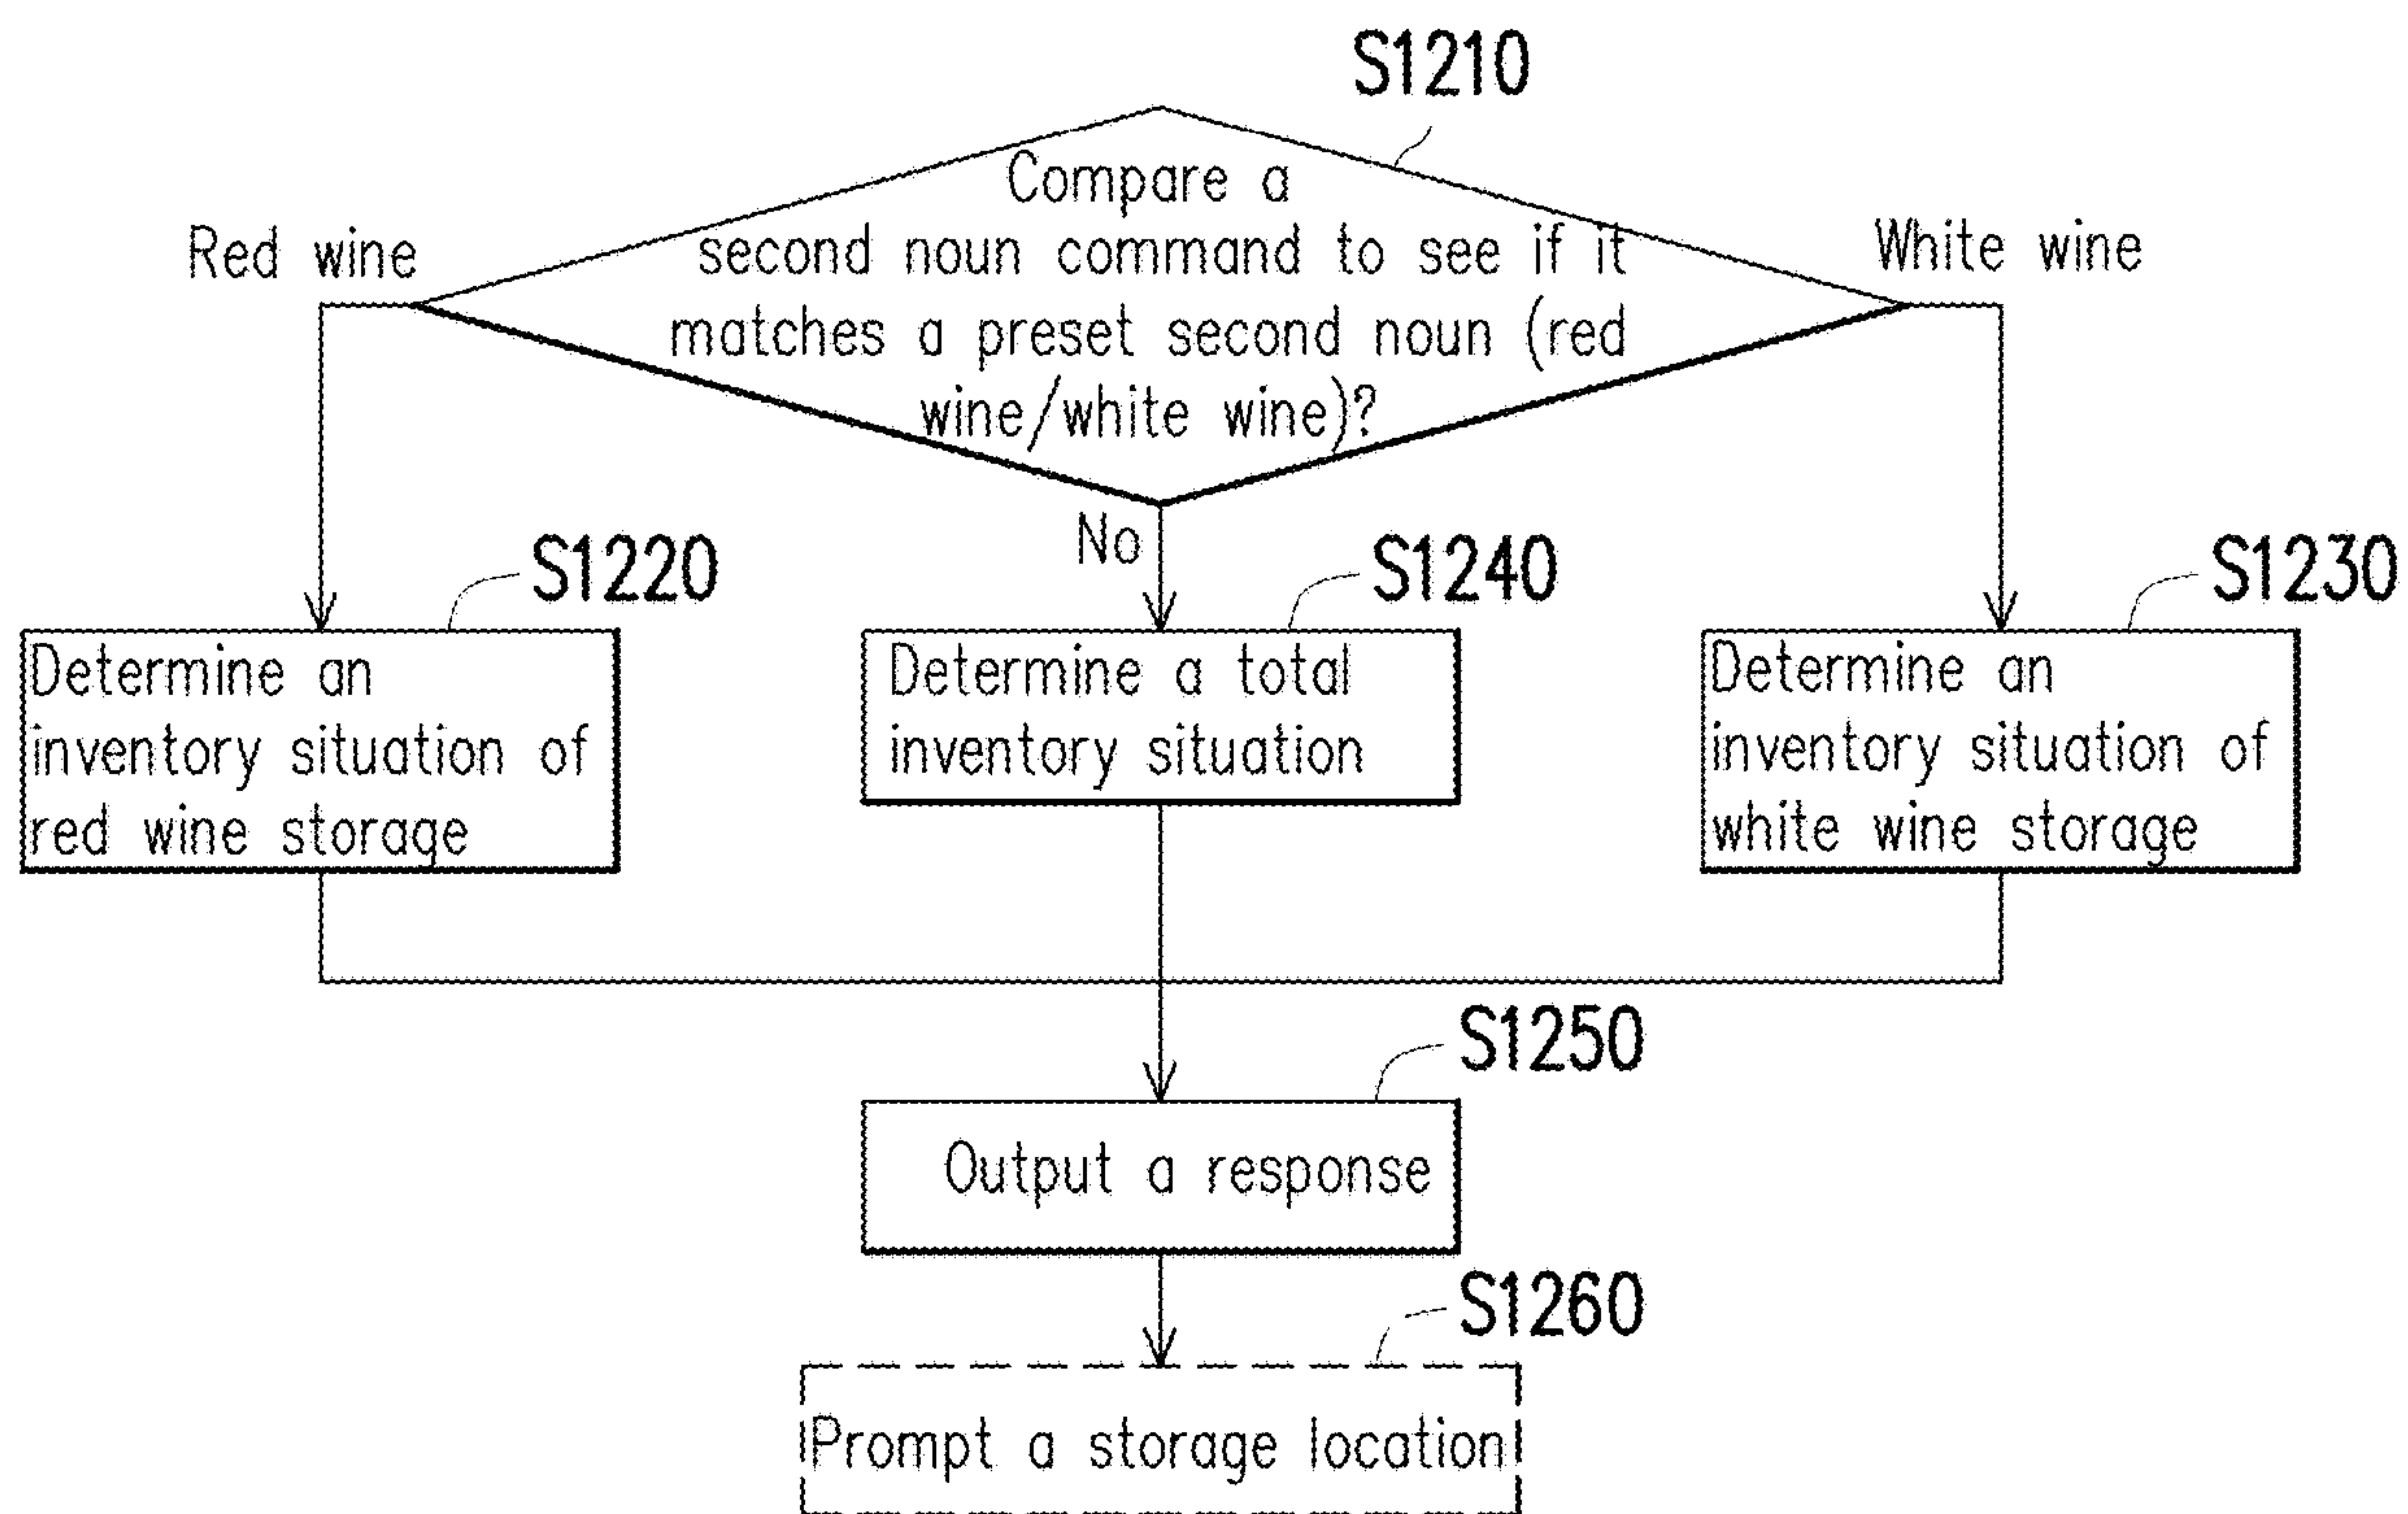 S1210
Compare a
second noun command to see if it
matches a preset second noun (red
wine/white wine)?
Red wine
White wine
No
S1220
S1240
S1230
Determine an
inventory situation of
red wine storage
Determine a total
inventory situation
Determine an
inventory situation of
white wine storage
S1250
Output a response
S1260
Prompt a storage location